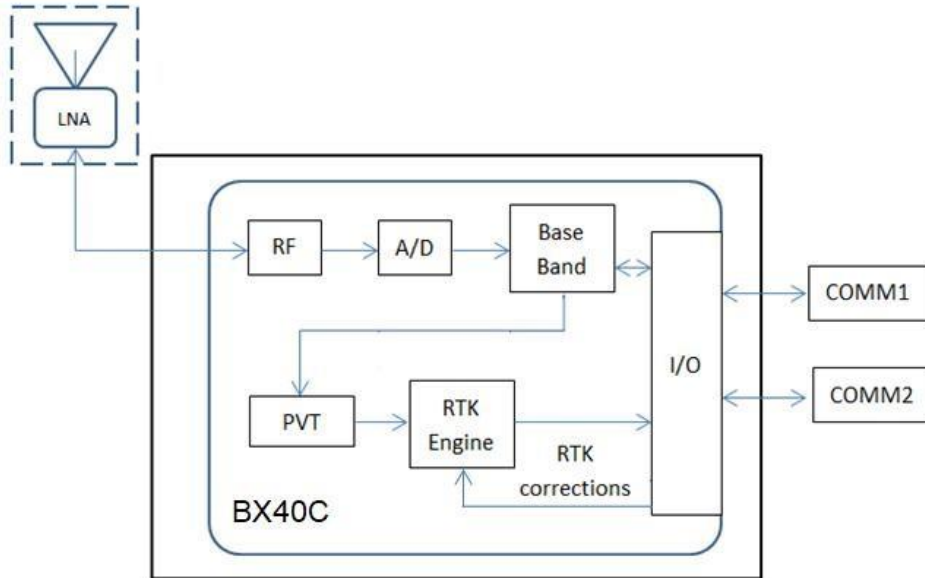 LNA
RF
A/D
Base
Band
COMM1
I/O
COMM2
PVT
RTK
Engine
RTK
corrections
BX40C